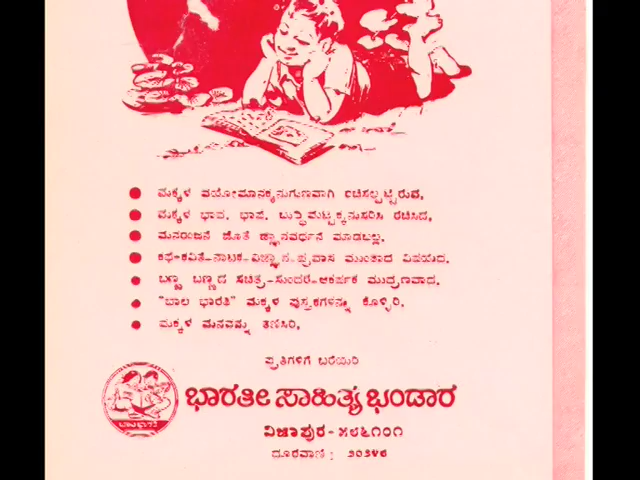 ಮಕ್ಕಳ ವಯೋಮಾನಕ್ಕನುಗುಣವಾಗಿ ರಚಿಸಲ್ಪಟ್ಟಿರುವ,
ಮಕ್ಕಳ ಭಾವ, ಭಾಷೆ, ಬುದ್ಧಿಮಟ್ಟಕ್ಕನುಸರಿಸಿ ರಚಿಸಿದ,
ಮನರಂಜನೆ ಜೊತೆ ಜ್ಞಾನವರ್ಧನೆ ಮಾಡಬಲ್ಲ,
ಕಥೆ-ಕವಿತೆ-ನಾಟಕ-ವಿಜ್ಞಾನ-ಪ್ರವಾಸ ಮುಂತಾದ ವಿಷಯದ,
ಬಣ್ಣ ಬಣ್ಣದ ಸಚಿತ್ರ-ಸುಂದರ-ಆಕರ್ಷಕ ಮುದ್ರಣವಾದ,
"ಬಾಲ ಭಾರತಿ" ಮಕ್ಕಳ ಪುಸ್ತಕಗಳನ್ನು ಕೊಳ್ಳಿರಿ,
ಮಕ್ಕಳ ಮನವನ್ನು ತಣಿಸಿರಿ.
ಪ್ರತಿಗಳಿಗೆ ಬರೆಯಿರಿ
ಭಾರತೀ ಸಾಹಿತ್ಯ ಭಂಡಾರ
ವಿಜಾಪುರ-೫೮೬೧೦೧
ದೂರವಾಣಿ: